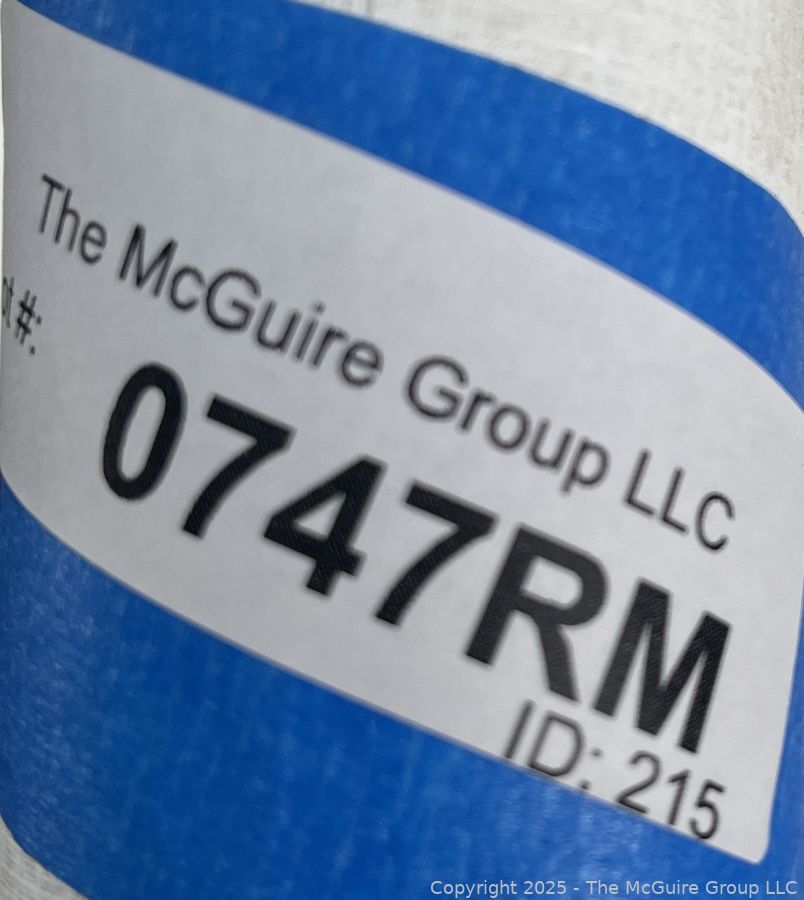 The McGuire Group LLC
#:
0747RM
ID: 215
Copyright 2025 - The McGuire Group LLC